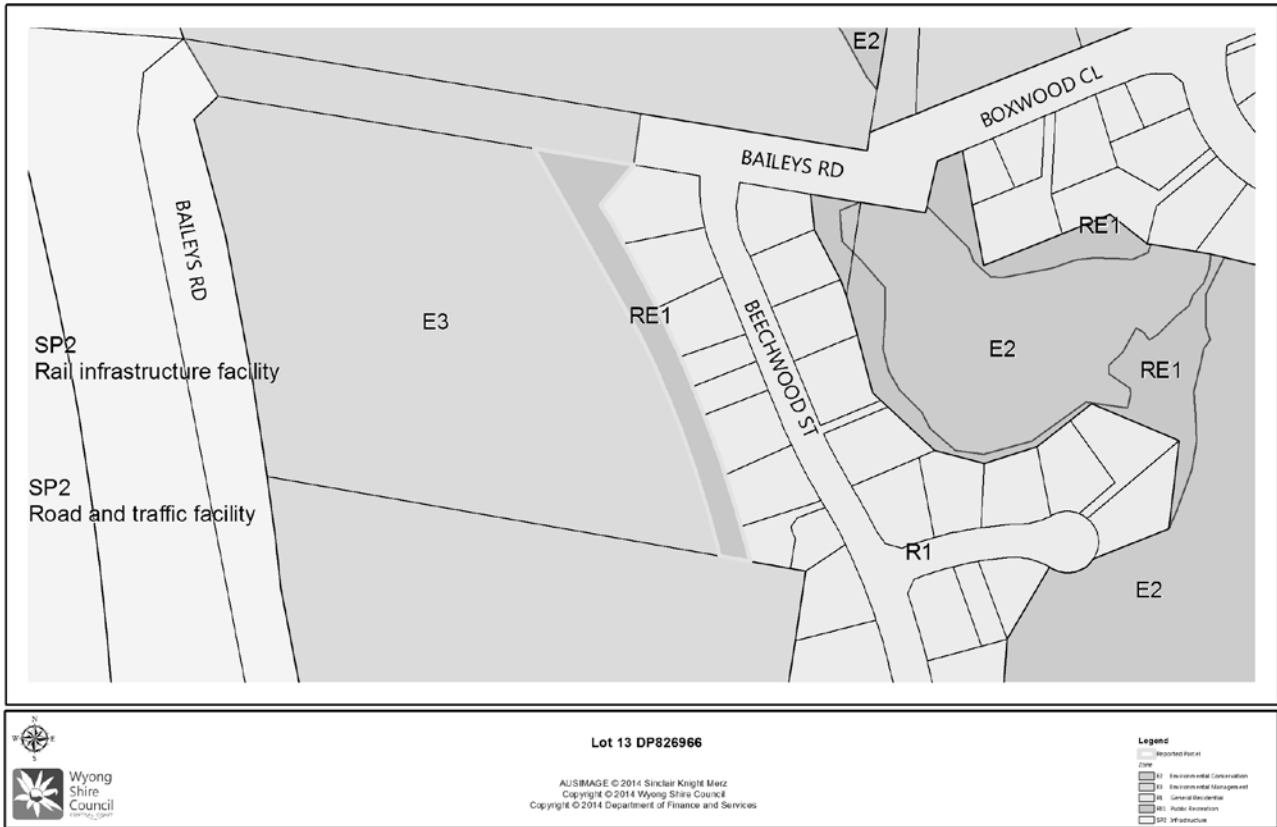 E2
BOXWOOD CL
BAILEYS RD
RE1
BAILEYS RD
E3
RE1
BEECHWOOD ST
E2
RE1
SP2
Rail infrastructure facility
SP2
Road and traffic facility
R1
E2
N
W E
S
Wyong
Shire
Council
CENTRAL COAST
Lot 13 DP826966
AUSIMAGE © 2014 Sinclair Knight Merz
Copyright © 2014 Wyong Shire Council
Copyright © 2014 Department of Finance and Services
Legend
Reported Parcel
Zone
E2 Environmental Conservation
E3 Environmental Management
R1 General Residential
RE1 Public Recreation
SP2 Infrastructure